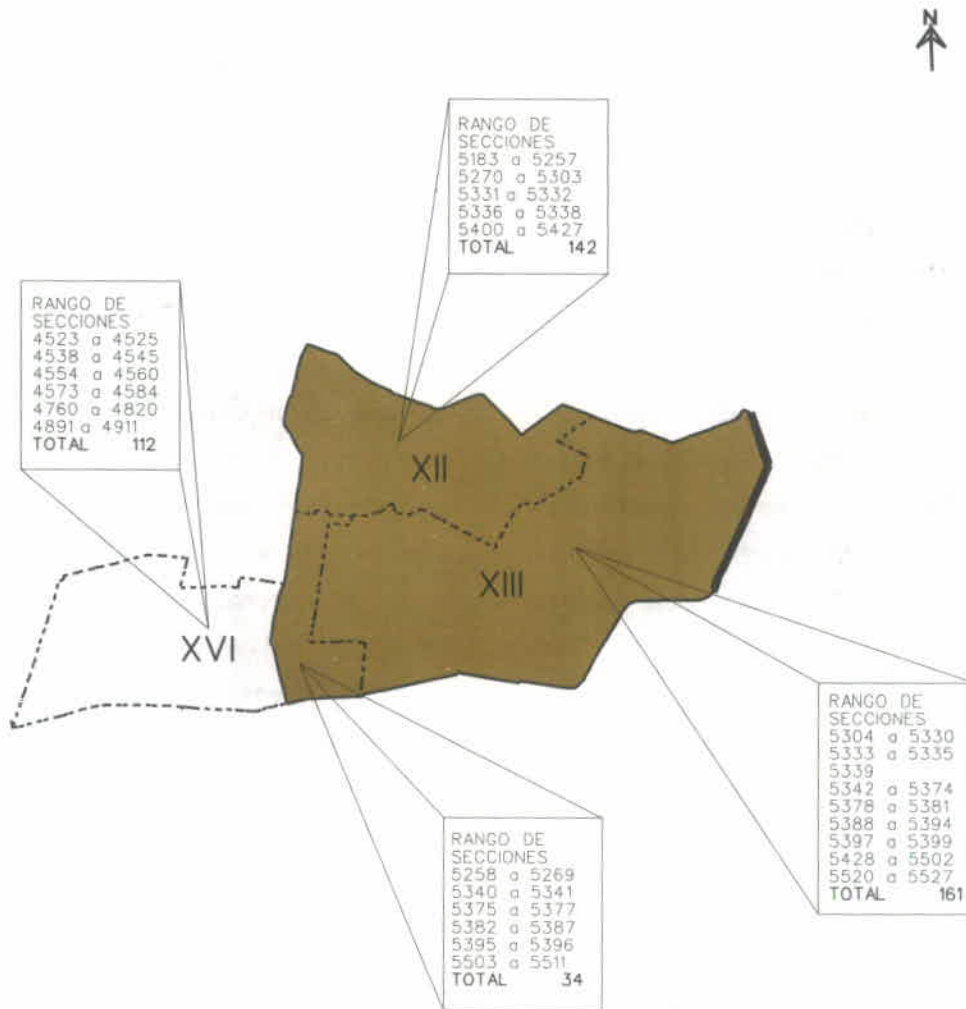 N
RANGO DE
SECCIONES
5183 a 5257
5270 a 5303
5331 a 5332
5336 a 5338
5400 a 5427
TOTAL 142
RANGO DE
SECCIONES
4523 a 4525
4538 a 4545
4554 a 4560
4573 a 4584
4760 a 4820
4891 a 4911
TOTAL 112
XII
XIII
XVI
RANGO DE
SECCIONES
5304 a 5330
5333 a 5335
5339
5342 a 5374
5378 a 5381
5388 a 5394
5397 a 5399
5428 a 5502
5520 a 5527
TOTAL 161
RANGO DE
SECCIONES
5258 a 5269
5340 a 5341
5375 a 5377
5382 a 5387
5395 a 5396
5503 a 5511
TOTAL 34